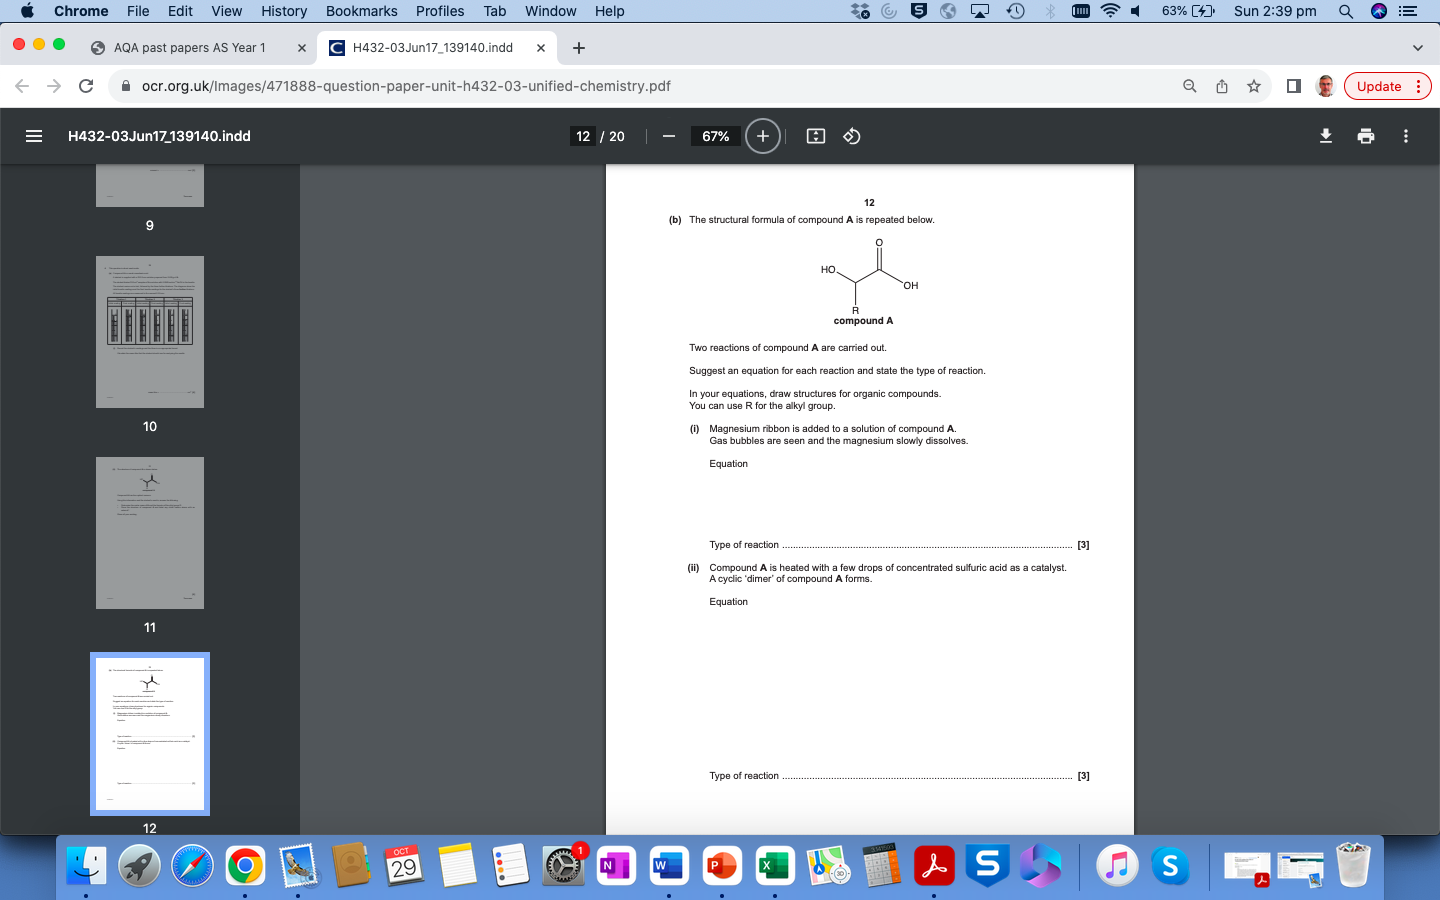 Chrome File Edit View History Bookmarks Profiles Tab Window Help 63% Sun 2:39 pm
AQA past papers AS Year 1 H432-03Jun17_139140.indd
ocr.org.uk/Images/471888-question-paper-unit-h432-03-unified-chemistry.pdf Update
H432-03Jun17_139140.indd 12 / 20 67%
9
10
11
12
12
(b) The structural formula of compound A is repeated below.
O
HO
OH
R
compound A
Two reactions of compound A are carried out.
Suggest an equation for each reaction and state the type of reaction.
In your equations, draw structures for organic compounds.
You can use R for the alkyl group.
(i) Magnesium ribbon is added to a solution of compound A.
Gas bubbles are seen and the magnesium slowly dissolves.
Equation
Type of reaction ........................................................................................................ [3]
(ii) Compound A is heated with a few drops of concentrated sulfuric acid as a catalyst.
A cyclic ‘dimer’ of compound A forms.
Equation
Type of reaction ........................................................................................................ [3]
OCT
29
1
N W P X 3D S S